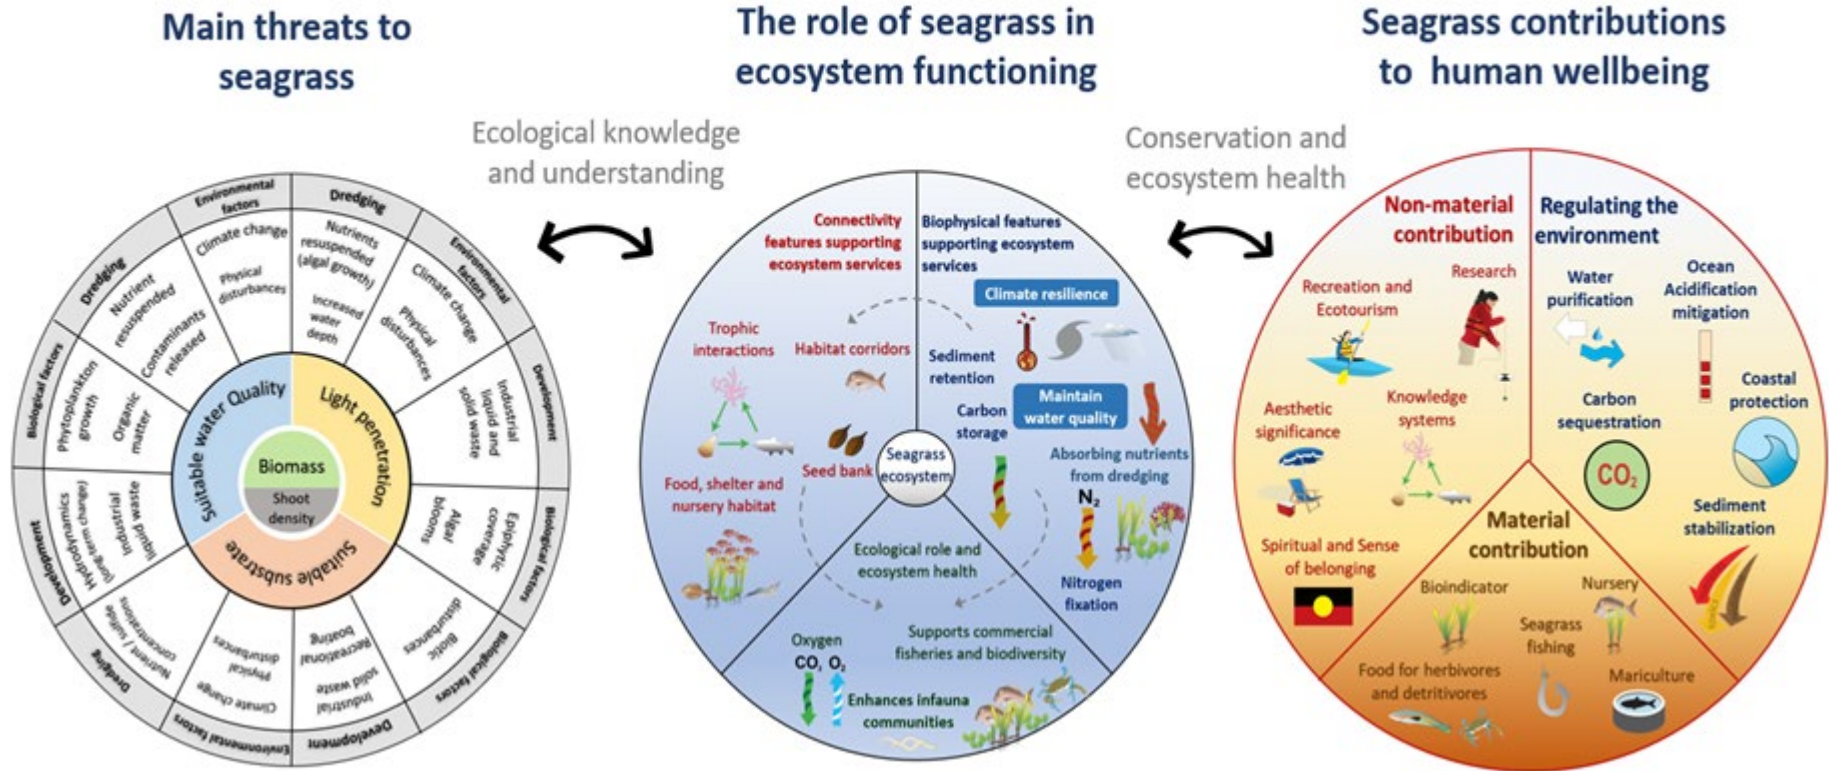 Main threats to
seagrass
The role of seagrass in
ecosystem functioning
Seagrass contributions
to human wellbeing
Ecological knowledge
and understanding
Conservation and
ecosystem health
Environmental
factors
Climate change
Physical
disturbances
Dredging
Nutrients
resuspended
(algal growth)
Increased
water
depth
Environmental
factors
Climate change
Physical
disturbances
Development
Industrial
liquid and
solid waste
Biological factors
Epiphytic
coverage
Algal
blooms
Biological factors
Biotic
disturbances
Development
Recreational
boating
Industrial
solid waste
Environmental factors
Physical
disturbances
Climate change
Dredging
Nutrient / sulfide
concentrations
Development
Hydrodynamics
(long term change)
Industrial
liquid waste
Biological factors
Phytoplankton
growth
Organic
matter
Dredging
Nutrient
resuspended
Contaminants
released
Suitable water Quality
Light penetration
Suitable substrate
Biomass
Shoot
density
Connectivity
features supporting
ecosystem services
Trophic
interactions
Habitat corridors
Seed bank
Food, shelter and
nursery habitat
Biophysical features
supporting ecosystem
services
Climate resilience
Sediment
retention
Maintain
water quality
Carbon
storage
Absorbing nutrients
from dredging
N₂
Nitrogen
fixation
Seagrass
ecosystem
Ecological role and
ecosystem health
Oxygen
CO₂ O₂
Supports commercial
fisheries and biodiversity
Enhances infauna
communities
Non-material
contribution
Research
Recreation and
Ecotourism
Knowledge
systems
Aesthetic
significance
Spiritual and Sense
of belonging
Regulating the
environment
Water
purification
Ocean
Acidification
mitigation
Coastal
protection
Carbon
sequestration
CO₂
Sediment
stabilization
Material
contribution
Bioindicator
Nursery
Seagrass
fishing
Food for herbivores
and detritivores
Mariculture